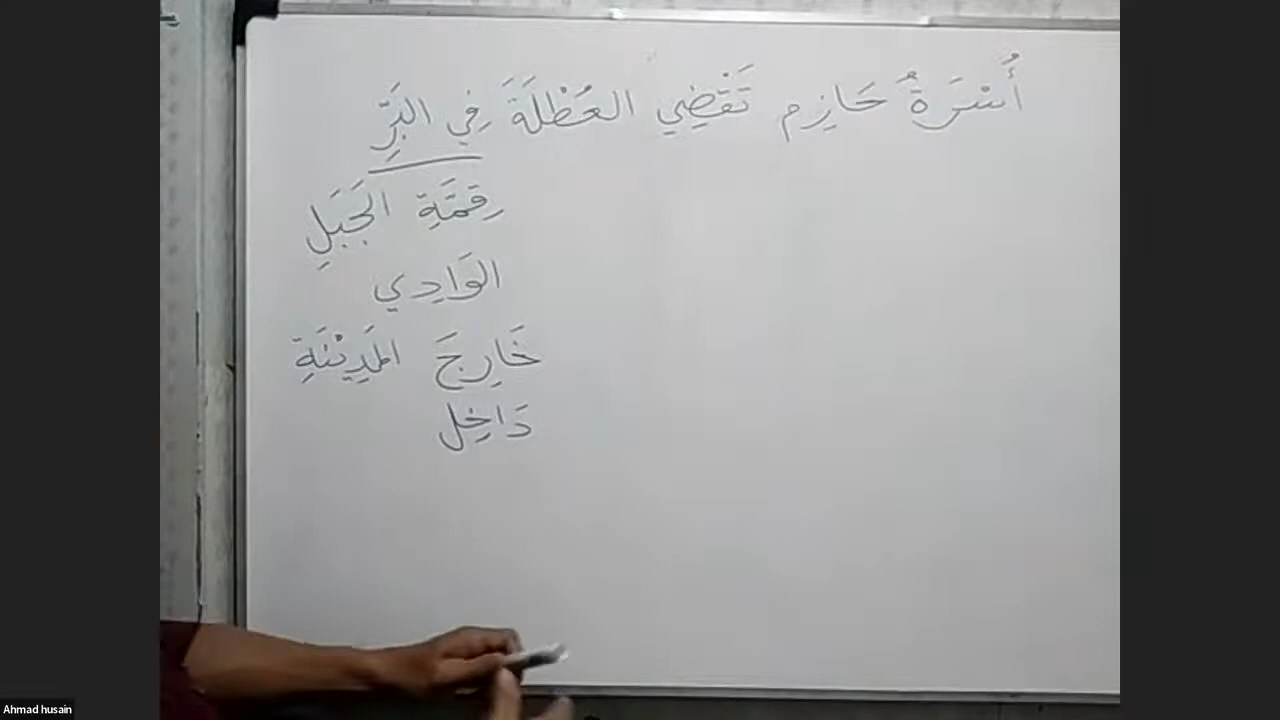 أُسْرَةُ حَازِم تَقْضِي العُطْلَةَ فِي البَرِّ
قِمَّةِ الجَبَلِ
الوَادِي
خَارِجَ المَدِيْنَةِ
دَاخِل
Ahmad husain